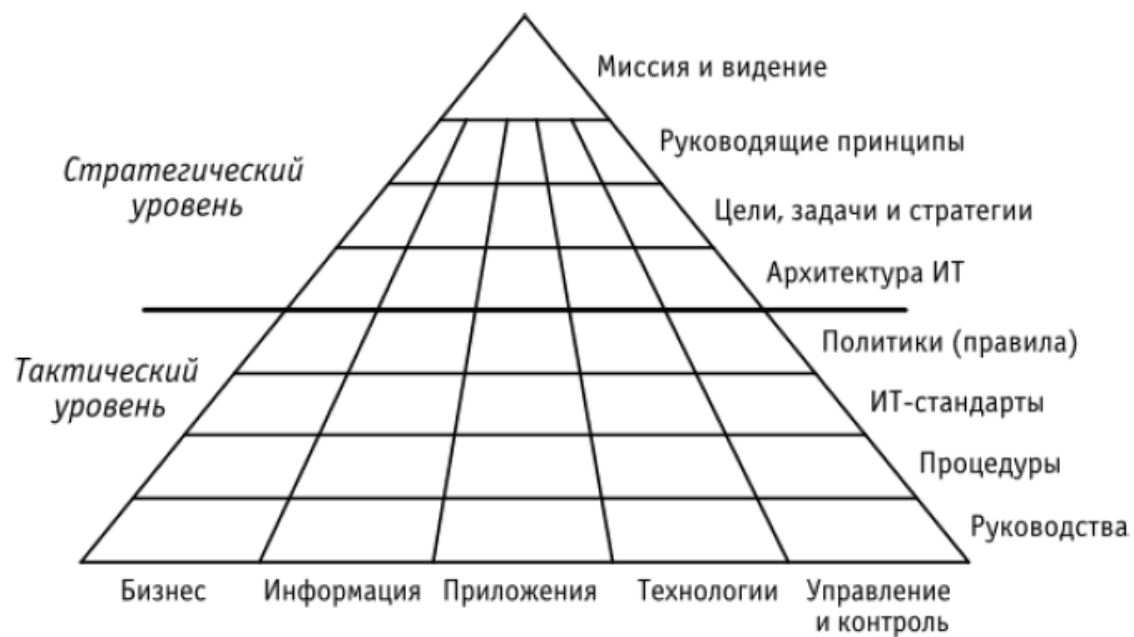 Миссия и видение
Руководящие принципы
Стратегический
уровень
Цели, задачи и стратегии
Архитектура ИТ
Политики (правила)
Тактический
уровень
ИТ-стандарты
Процедуры
Руководства
Бизнес
Информация
Приложения
Технологии
Управление
и контроль